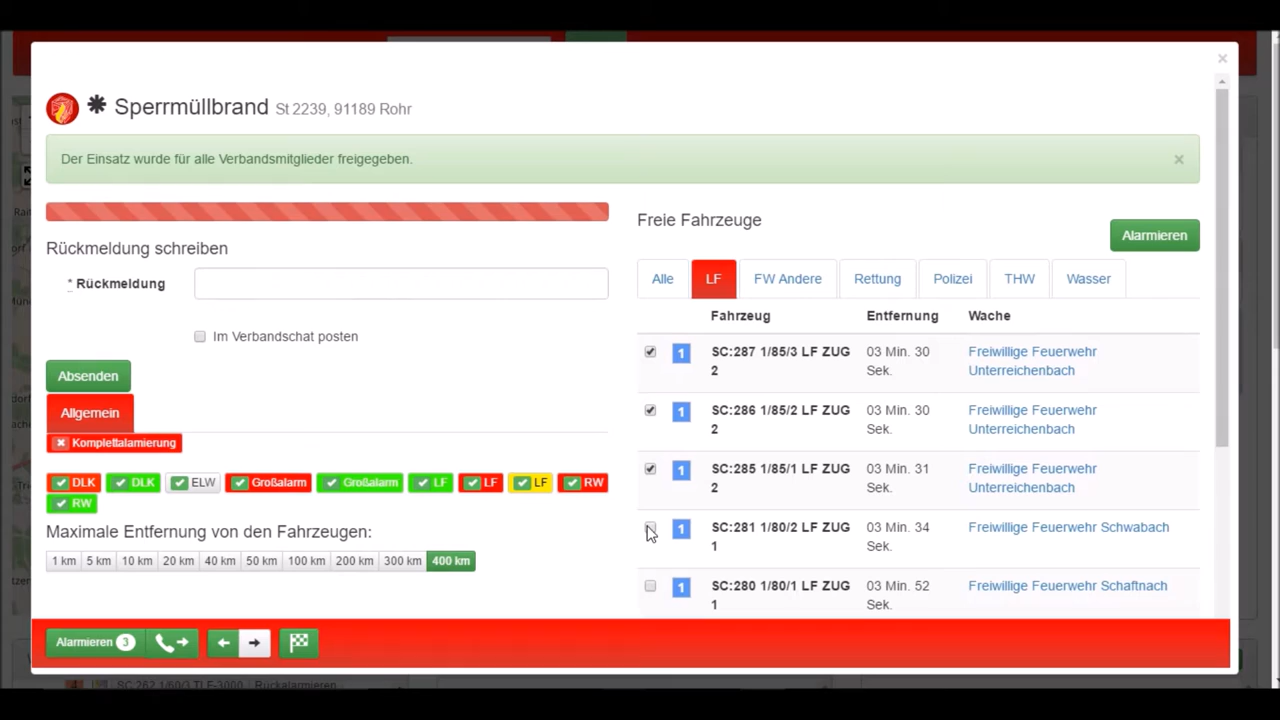 ×
Sperrmüllbrand St 2239, 91189 Rohr
Der Einsatz wurde für alle Verbandsmitglieder freigegeben. ×
Rückmeldung schreiben
* Rückmeldung
Im Verbandschat posten
Absenden
Allgemein
Komplettalamierung
DLK DLK ELW Großalarm Großalarm LF LF LF RW
RW
Maximale Entfernung von den Fahrzeugen:
1 km 5 km 10 km 20 km 40 km 50 km 100 km 200 km 300 km 400 km
Freie Fahrzeuge
Alarmieren
Alle LF FW Andere Rettung Polizei THW Wasser
Fahrzeug Entfernung Wache
1 SC:287 1/85/3 LF ZUG 03 Min. 30 Freiwillige Feuerwehr
2 Sek. Unterreichenbach
1 SC:286 1/85/2 LF ZUG 03 Min. 30 Freiwillige Feuerwehr
2 Sek. Unterreichenbach
1 SC:285 1/85/1 LF ZUG 03 Min. 31 Freiwillige Feuerwehr
2 Sek. Unterreichenbach
1 SC:281 1/80/2 LF ZUG 03 Min. 34 Freiwillige Feuerwehr Schwabach
1 Sek.
1 SC:280 1/80/1 LF ZUG 03 Min. 52 Freiwillige Feuerwehr Schaftnach
1 Sek.
Alarmieren 3
SC:262 1/60/3 TLF-3000 Rückalarmieren